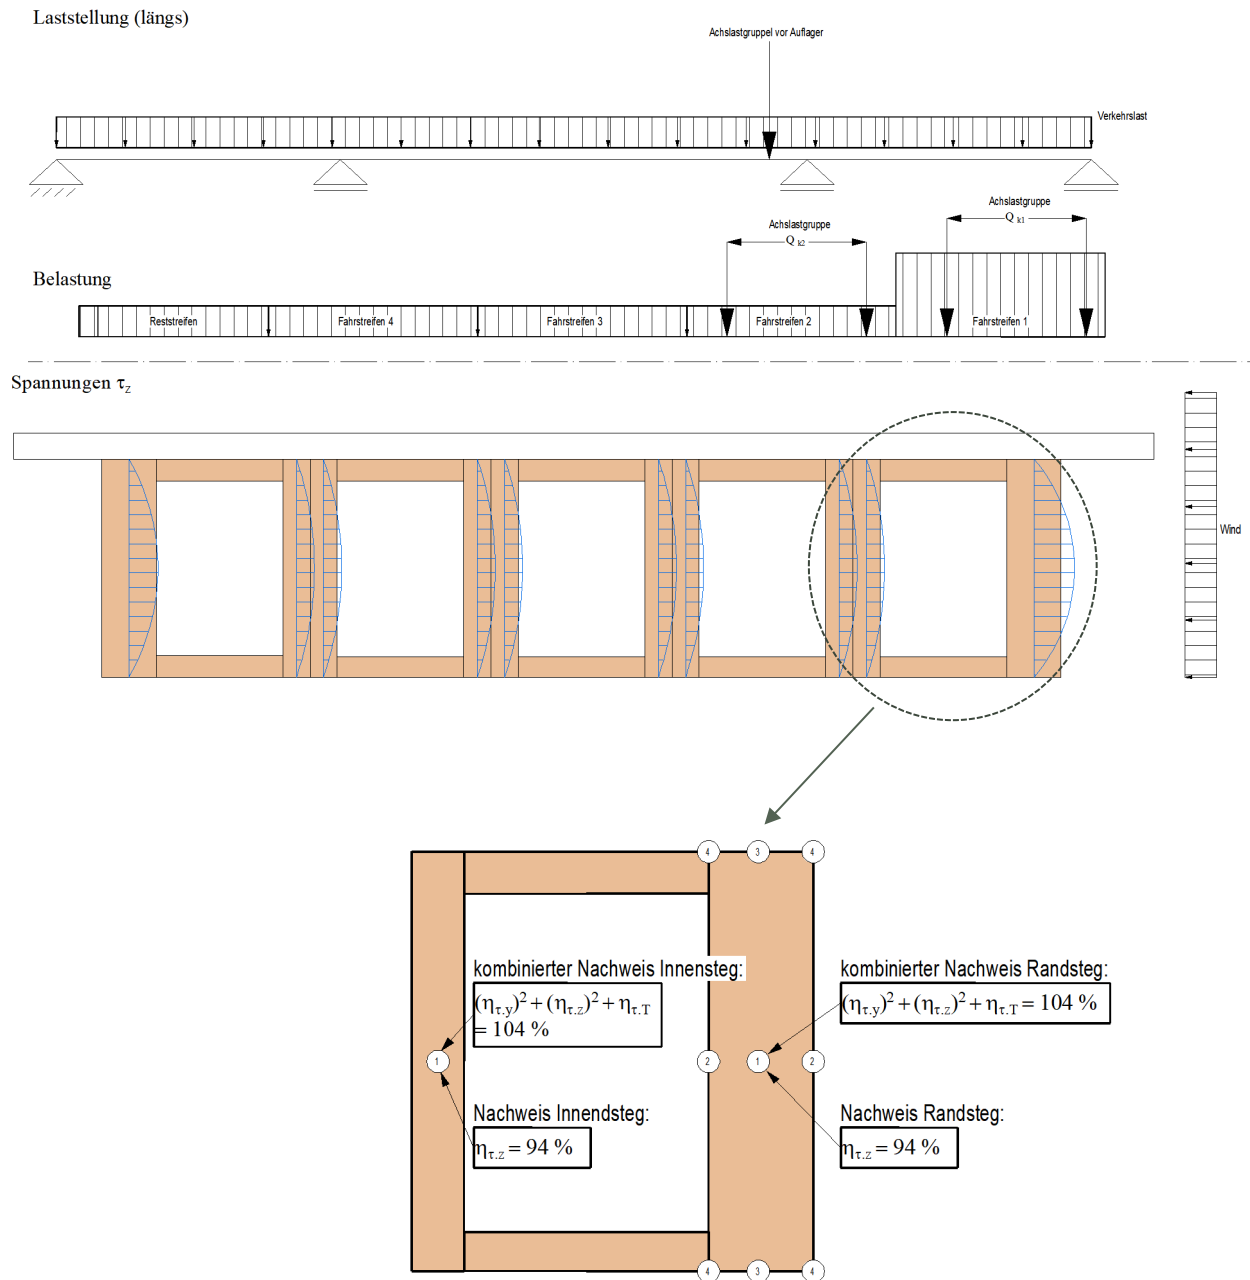 Laststellung (längs)
Achslastgruppel vor Auflager
Verkehrslast
Achslastgruppe
Q k1
Achslastgruppe
Q k2
Belastung
Reststreifen
Fahrstreifen 4
Fahrstreifen 3
Fahrstreifen 2
Fahrstreifen 1
Spannungen τz
Wind
4 3 4
kombinierter Nachweis Innensteg:
(ητ.y)² + (ητ.z)² + ητ.T
= 104 %
kombinierter Nachweis Randsteg:
(ητ.y)² + (ητ.z)² + ητ.T = 104 %
1 2 1 2
Nachweis Innendsteg:
ητ.z = 94 %
Nachweis Randsteg:
ητ.z = 94 %
4 3 4